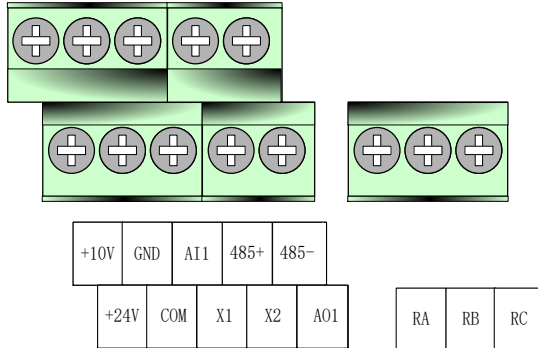 +10V GND AI1 485+ 485-
+24V COM X1 X2 AO1 RA RB RC